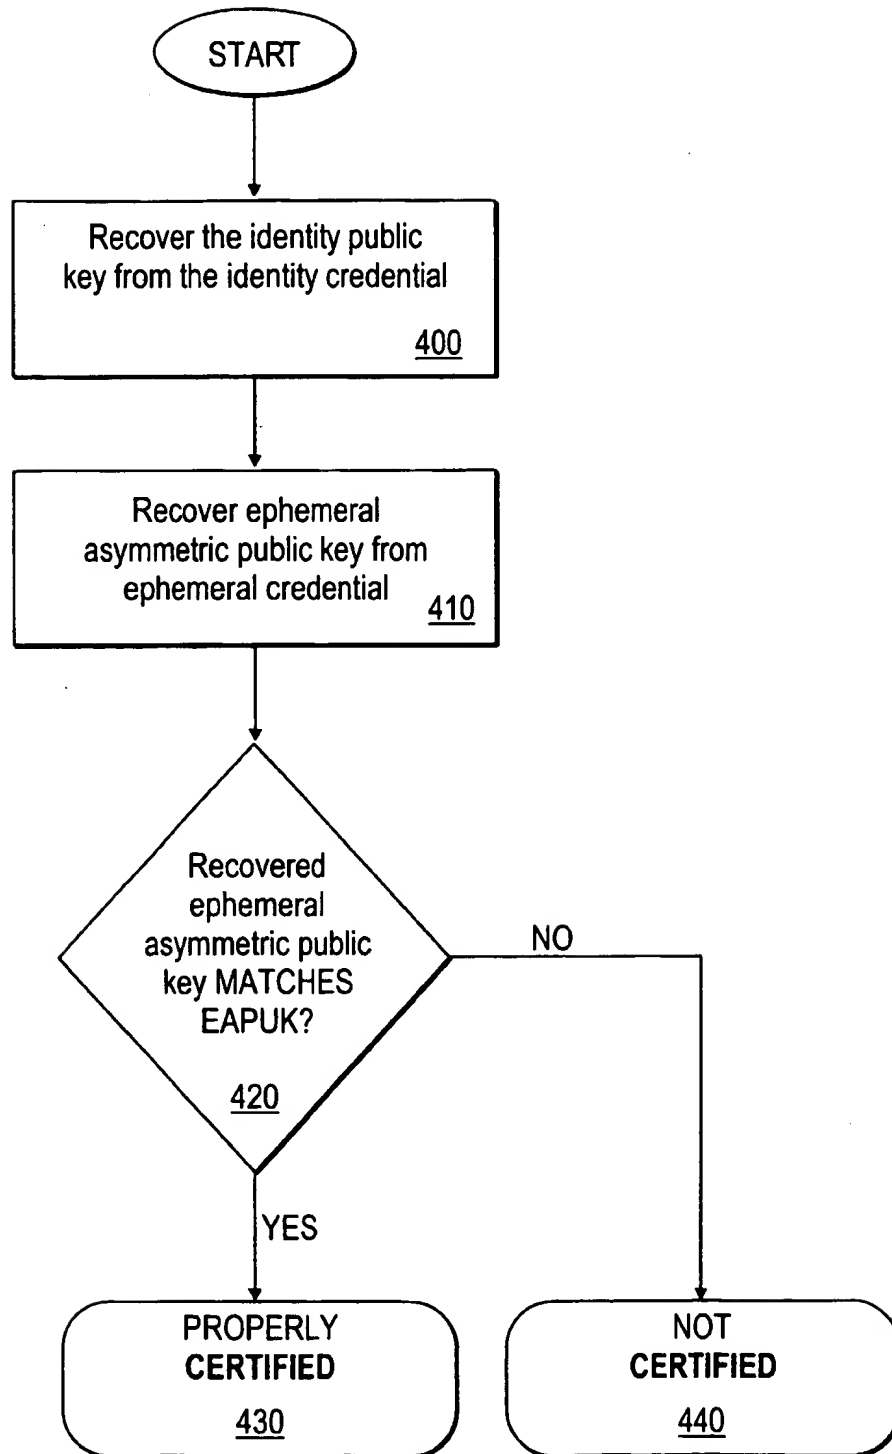 START
Recover the identity public
key from the identity credential
400
Recover ephemeral
asymmetric public key from
ephemeral credential
410
Recovered
ephemeral
asymmetric public
key MATCHES
EAPUK?
420
NO
YES
PROPERLY
CERTIFIED
430
NOT
CERTIFIED
440